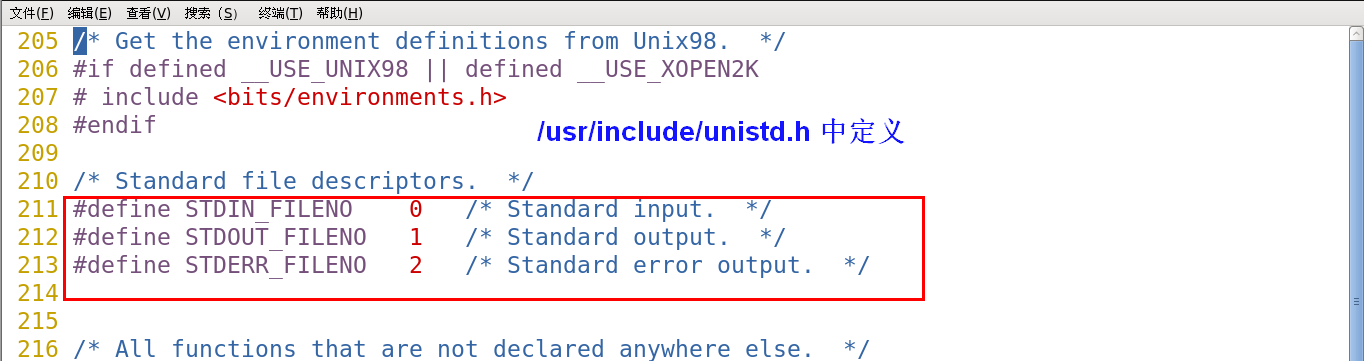 文件(F) 编辑(E) 查看(V) 搜索（S） 终端(T) 帮助(H)
205 /* Get the environment definitions from Unix98.  */
206 #if defined __USE_UNIX98 || defined __USE_XOPEN2K
207 # include <bits/environments.h>
208 #endif
/usr/include/unistd.h 中定义
209
210 /* Standard file descriptors.  */
211 #define STDIN_FILENO    0   /* Standard input.  */
212 #define STDOUT_FILENO   1   /* Standard output.  */
213 #define STDERR_FILENO   2   /* Standard error output.  */
214
215
216 /* All functions that are not declared anywhere else.  */